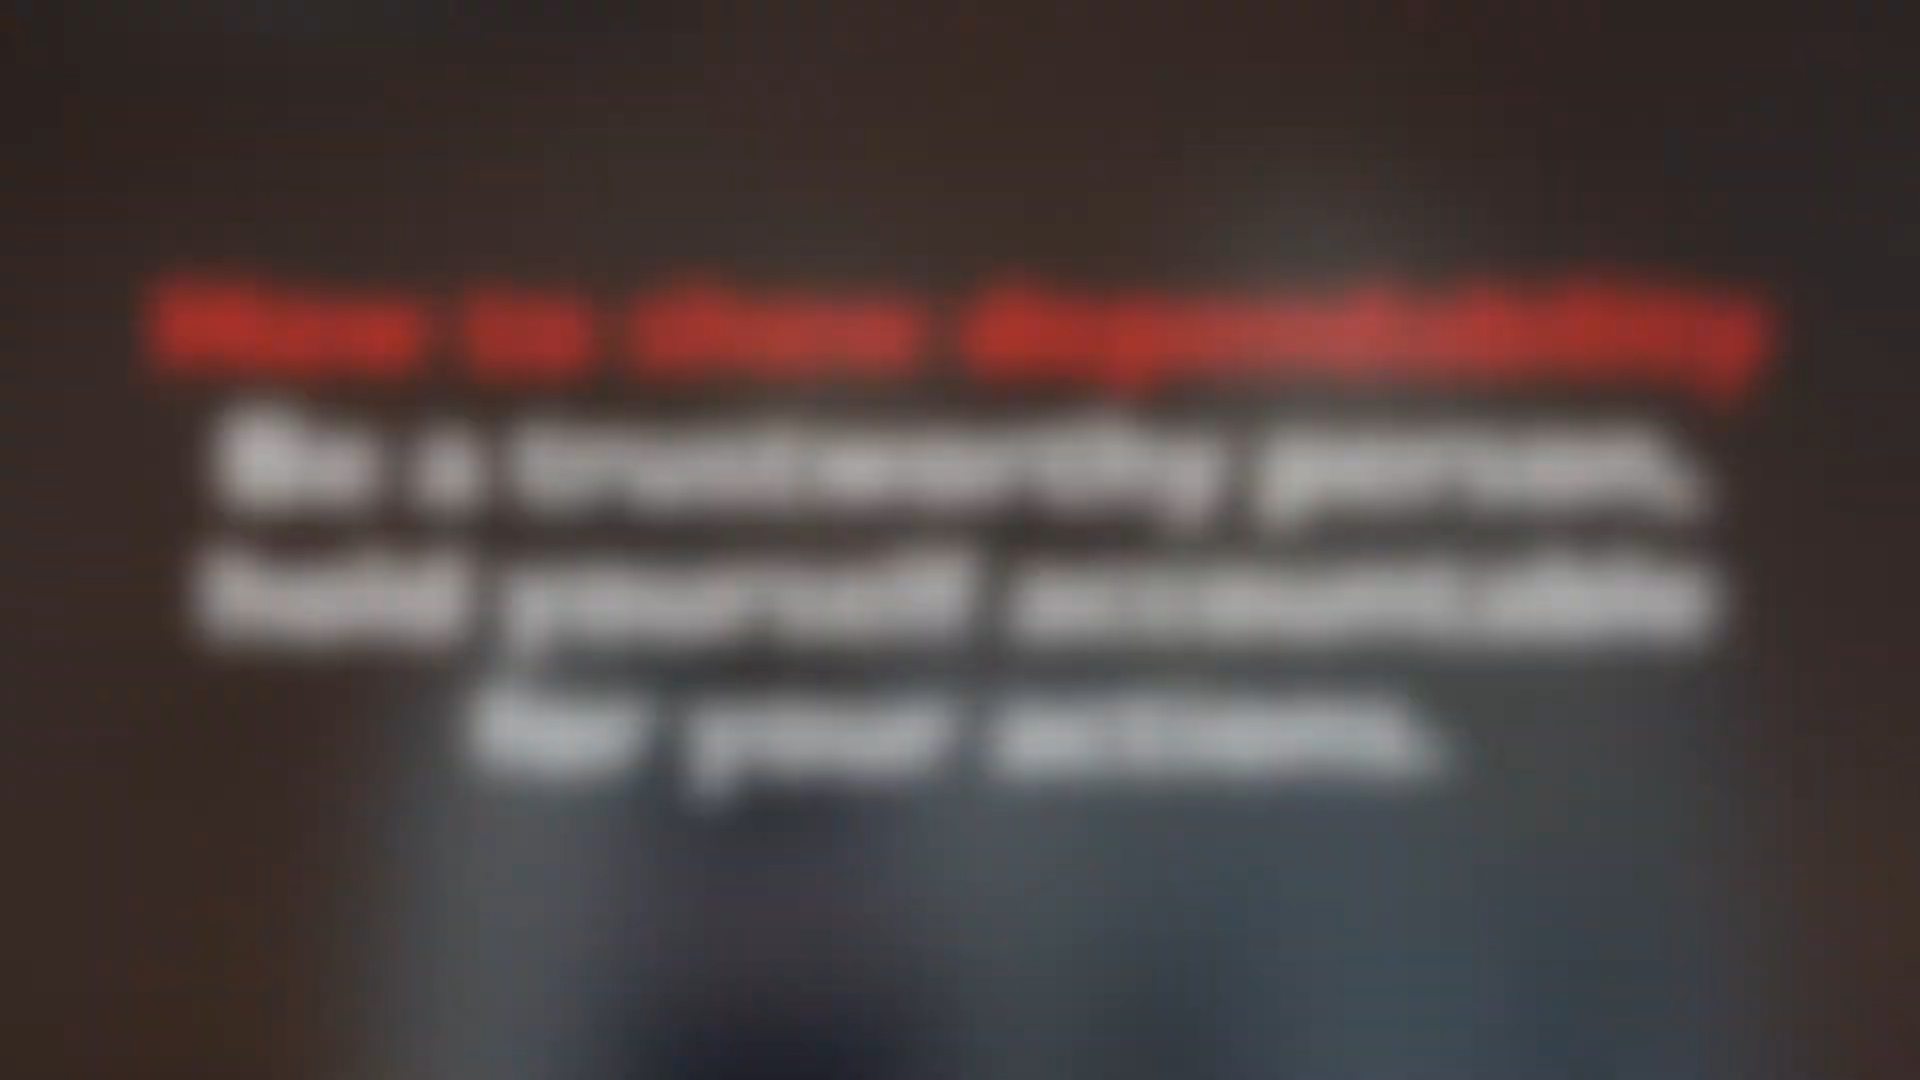 How to show dependability
Be a trustworthy person,
hold yourself accountable
for your actions.